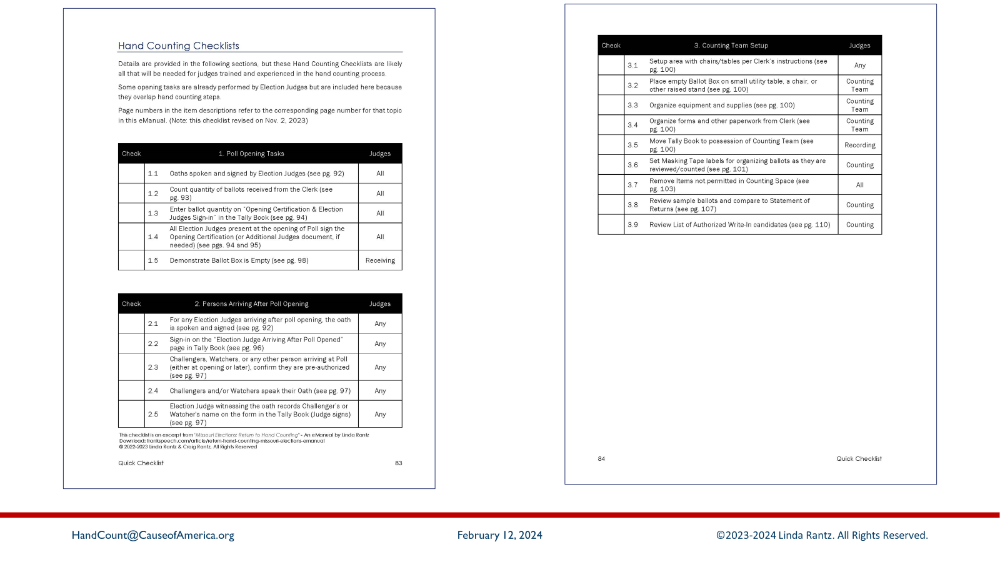 Hand Counting Checklists
Details are provided in the following sections, but these Hand Counting Checklists are likely
all that will be needed for judges trained and experienced in the hand counting process.
Some opening tasks are already performed by Election Judges but are included here because
they overlap hand counting steps.
Page numbers in the item descriptions refer to the corresponding page number for that topic
in this eManual. (Note: this checklist revised on Nov. 2, 2023)
Check 1. Poll Opening Tasks Judges
1.1 Oaths spoken and signed by Election Judges (see pg. 92) All
1.2 Count quantity of ballots received from the Clerk (see
pg. 93) All
1.3 Enter ballot quantity on "Opening Certification & Election
Judges Sign-in" in the Tally Book (see pg. 94) All
1.4 All Election Judges present at the opening of Poll sign the
Opening Certification (or Additional Judges document, if
needed) (see pgs. 94 and 95) All
1.5 Demonstrate Ballot Box is Empty (see pg. 98) Receiving
Check 2. Persons Arriving After Poll Opening Judges
2.1 For any Election Judges arriving after poll opening, the oath
is spoken and signed (see pg. 92) Any
2.2 Sign-in on the "Election Judge Arriving After Poll Opened"
page in Tally Book (see pg. 96) Any
2.3 Challengers, Watchers, or any other person arriving at Poll
(either at opening or later), confirm they are pre-authorized
(see pg. 97) Any
2.4 Challengers and/or Watchers speak their Oath (see pg. 97) Any
2.5 Election Judge witnessing the oath records Challenger's or
Watcher's name on the form in the Tally Book (Judge signs)
(see pg. 97) Any
This checklist is an excerpt from "Missouri Elections: Return to Hand Counting" - An eManual by Linda Rantz
Download: frankspeech.com/article/return-hand-counting-missouri-elections-emanual
© 2022-2023 Linda Rantz & Craig Rantz, All Rights Reserved
Quick Checklist 83
Check 3. Counting Team Setup Judges
3.1 Setup area with chairs/tables per Clerk's instructions (see
pg. 100) Any
3.2 Place empty Ballot Box on small utility table, a chair, or
other raised stand (see pg. 100) Counting
Team
3.3 Organize equipment and supplies (see pg. 100) Counting
Team
3.4 Organize forms and other paperwork from Clerk (see
pg. 100) Counting
Team
3.5 Move Tally Book to possession of Counting Team (see
pg. 100) Recording
3.6 Set Masking Tape labels for organizing ballots as they are
reviewed/counted (see pg. 101) Counting
3.7 Remove Items not permitted in Counting Space (see
pg. 103) All
3.8 Review sample ballots and compare to Statement of
Returns (see pg. 107) Counting
3.9 Review List of Authorized Write-In candidates (see pg. 110) Counting
84 Quick Checklist
HandCount@CauseofAmerica.org
February 12, 2024
©2023-2024 Linda Rantz. All Rights Reserved.